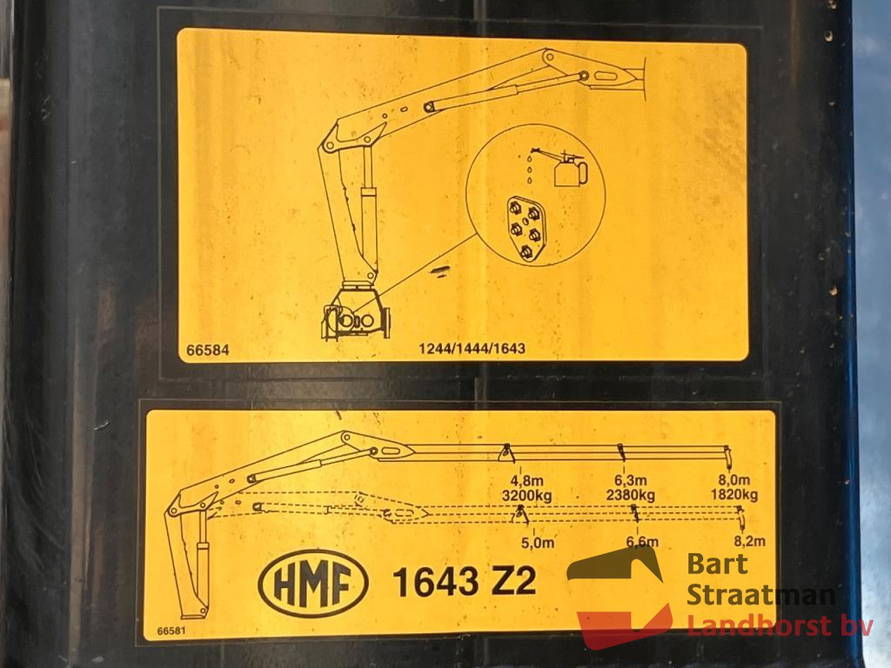 66584
1244/1444/1643
4,8m 6,3m 8,0m
3200kg 2380kg 1820kg
5,0m 6,6m 8,2m
HMF 1643 Z2
66581
Bart
Straatman
Landhorst bv